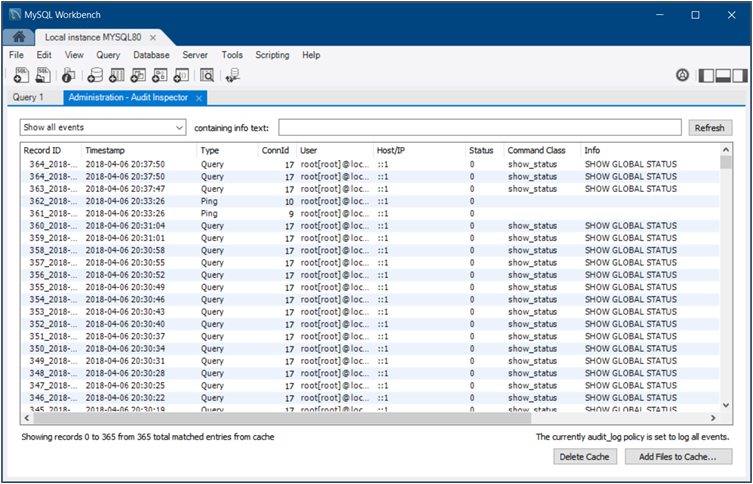 MySQL Workbench
Local instance MYSQL80
File Edit View Query Database Server Tools Scripting Help
Query 1 Administration - Audit Inspector
Show all events containing info text: Refresh
Record ID Timestamp Type ConnId User Host/IP Status Command Class Info
364_2018-... 2018-04-06 20:37:50 Query 17 root[root] @ loc... ::1 0 show_status SHOW GLOBAL STATUS
364_2018-... 2018-04-06 20:37:50 Query 17 root[root] @ loc... ::1 0 show_status SHOW GLOBAL STATUS
363_2018-... 2018-04-06 20:37:47 Query 17 root[root] @ loc... ::1 0 show_status SHOW GLOBAL STATUS
362_2018-... 2018-04-06 20:33:26 Ping 10 root[root] @ loc... ::1 0
361_2018-... 2018-04-06 20:33:26 Ping 9 root[root] @ loc... ::1 0
360_2018-... 2018-04-06 20:31:04 Query 17 root[root] @ loc... ::1 0 show_status SHOW GLOBAL STATUS
359_2018-... 2018-04-06 20:31:01 Query 17 root[root] @ loc... ::1 0 show_status SHOW GLOBAL STATUS
358_2018-... 2018-04-06 20:30:58 Query 17 root[root] @ loc... ::1 0 show_status SHOW GLOBAL STATUS
357_2018-... 2018-04-06 20:30:55 Query 17 root[root] @ loc... ::1 0 show_status SHOW GLOBAL STATUS
356_2018-... 2018-04-06 20:30:52 Query 17 root[root] @ loc... ::1 0 show_status SHOW GLOBAL STATUS
355_2018-... 2018-04-06 20:30:49 Query 17 root[root] @ loc... ::1 0 show_status SHOW GLOBAL STATUS
354_2018-... 2018-04-06 20:30:46 Query 17 root[root] @ loc... ::1 0 show_status SHOW GLOBAL STATUS
353_2018-... 2018-04-06 20:30:43 Query 17 root[root] @ loc... ::1 0 show_status SHOW GLOBAL STATUS
352_2018-... 2018-04-06 20:30:40 Query 17 root[root] @ loc... ::1 0 show_status SHOW GLOBAL STATUS
351_2018-... 2018-04-06 20:30:37 Query 17 root[root] @ loc... ::1 0 show_status SHOW GLOBAL STATUS
350_2018-... 2018-04-06 20:30:34 Query 17 root[root] @ loc... ::1 0 show_status SHOW GLOBAL STATUS
349_2018-... 2018-04-06 20:30:31 Query 17 root[root] @ loc... ::1 0 show_status SHOW GLOBAL STATUS
348_2018-... 2018-04-06 20:30:28 Query 17 root[root] @ loc... ::1 0 show_status SHOW GLOBAL STATUS
347_2018-... 2018-04-06 20:30:25 Query 17 root[root] @ loc... ::1 0 show_status SHOW GLOBAL STATUS
346_2018-... 2018-04-06 20:30:22 Query 17 root[root] @ loc... ::1 0 show_status SHOW GLOBAL STATUS
345_2018-... 2018-04-06 20:30:19 Query 17 root[root] @ loc... ::1 0 show_status SHOW GLOBAL STATUS
Showing records 0 to 365 from 365 total matched entries from cache The currently audit_log policy is set to log all events.
Delete Cache Add Files to Cache...